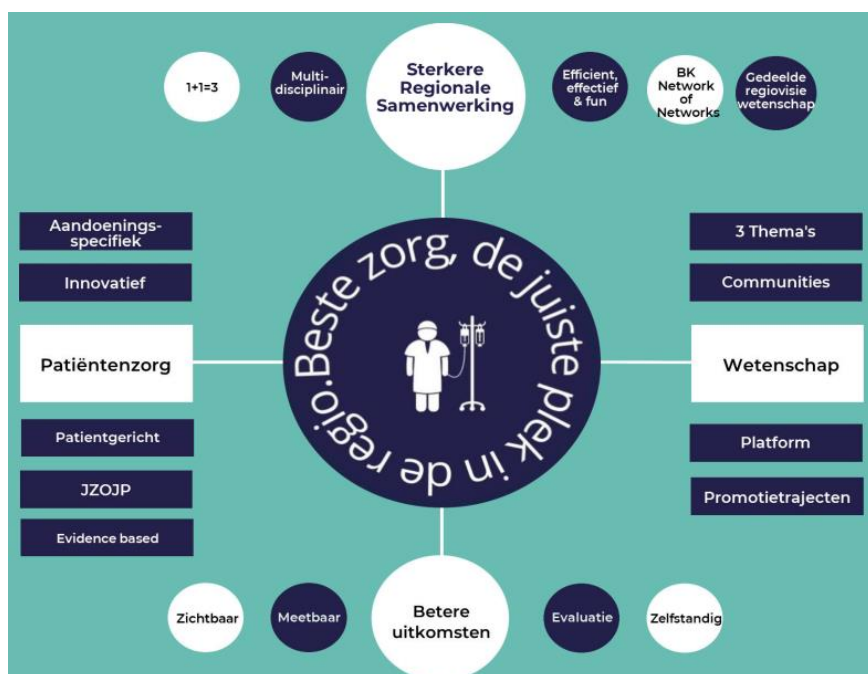 1+1=3
Multi-
disciplinair
Sterkere
Regionale
Samenwerking
Efficient,
effectief
& fun
BK
Network
of
Networks
Gedeelde
regiovisie
wetenschap
Aandoenings-
specifiek
Innovatief
Patiëntenzorg
Patientgericht
JZOJP
Evidence based
Beste zorg, de juiste plek in de regio.
3 Thema's
Communities
Wetenschap
Platform
Promotietrajecten
Zichtbaar
Meetbaar
Betere
uitkomsten
Evaluatie
Zelfstandig